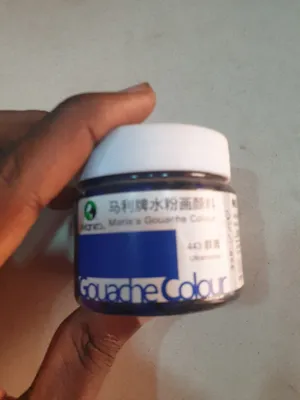 马利牌水粉画颜料
Marie's Gouache Colour
443 群青
Ultramarine
Gouache Colour